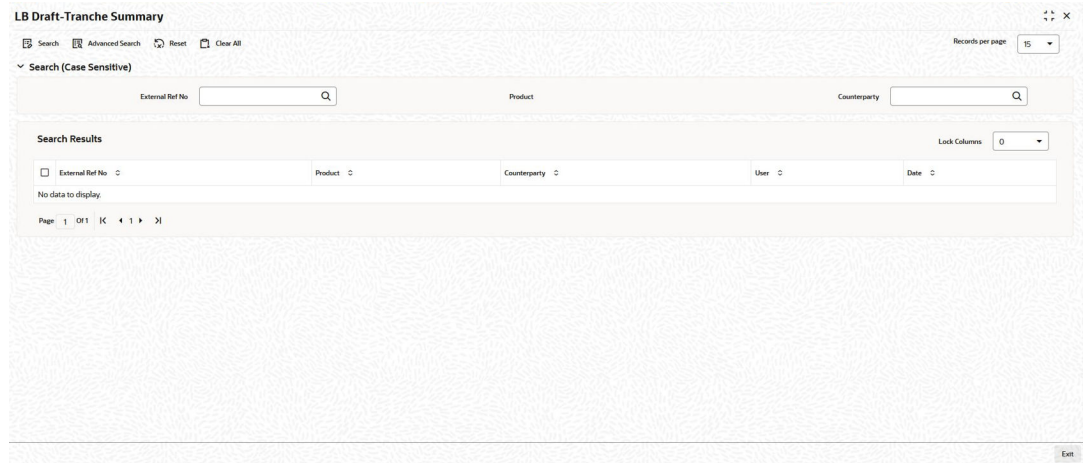 LB Draft-Tranche Summary
Search Advanced Search Reset Clear All Records per page 15
Search (Case Sensitive)
External Ref No Product Counterparty
Search Results Lock Columns 0
External Ref No Product Counterparty User Date
No data to display.
Page 1 Of 1 1
Exit